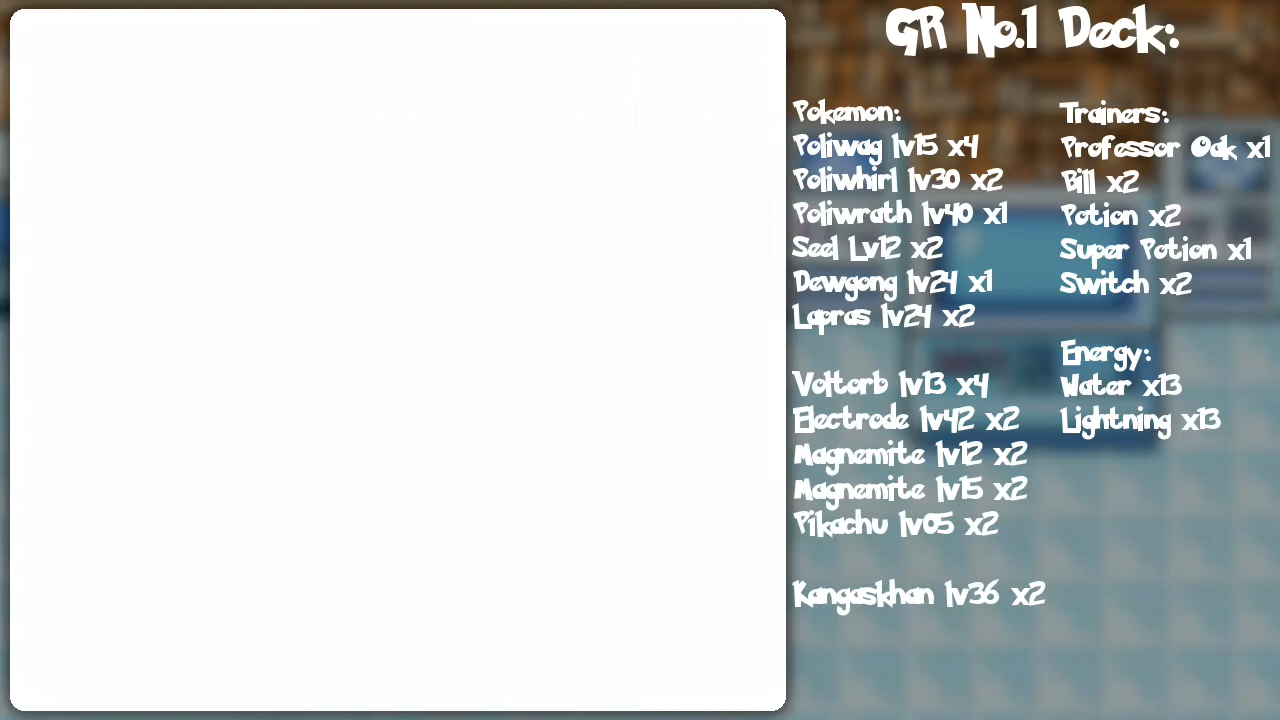 GR No.1 Deck:
Pokemon:
Poliwag lv15 x4
Poliwhirl lv30 x2
Poliwrath lv40 x1
Seel Lv12 x2
Dewgong lv24 x1
Lapras lv24 x2
Voltorb lv13 x4
Electrode lv42 x2
Magnemite lv12 x2
Magnemite lv15 x2
Pikachu lv05 x2
Kangaskhan lv36 x2
Trainers:
Professor Oak x1
Bill x2
Potion x2
Super Potion x1
Switch x2
Energy:
Water x13
Lightning x13